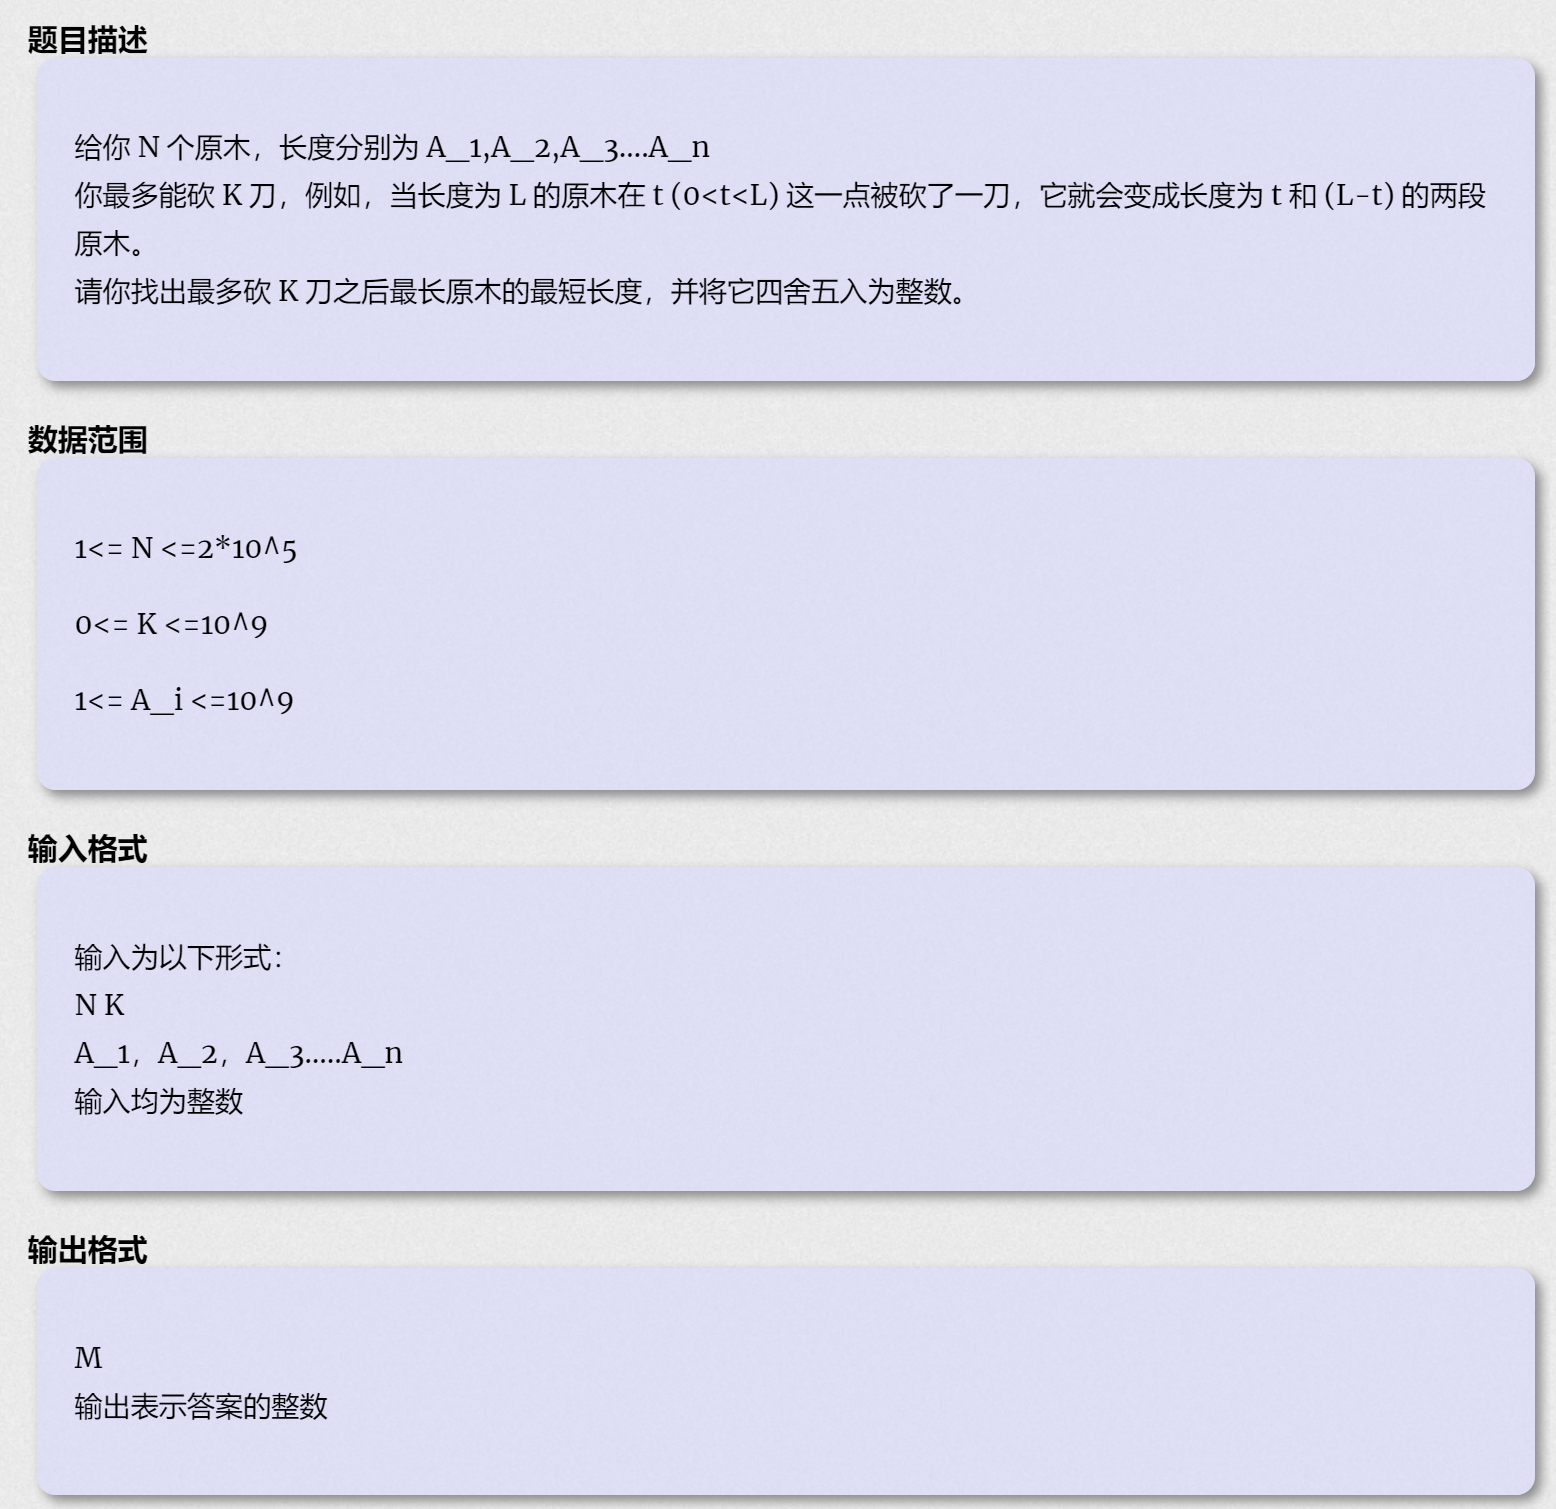 题目描述
给你 N 个原木，长度分别为 A_1,A_2,A_3....A_n
你最多能砍 K 刀，例如，当长度为 L 的原木在 t (0<t<L) 这一点被砍了一刀，它就会变成长度为 t 和 (L-t) 的两段
原木。
请你找出最多砍 K 刀之后最长原木的最短长度，并将它四舍五入为整数。
数据范围
1<= N <=2*10^5
0<= K <=10^9
1<= A_i <=10^9
输入格式
输入为以下形式：
N K
A_1，A_2，A_3.....A_n
输入均为整数
输出格式
M
输出表示答案的整数